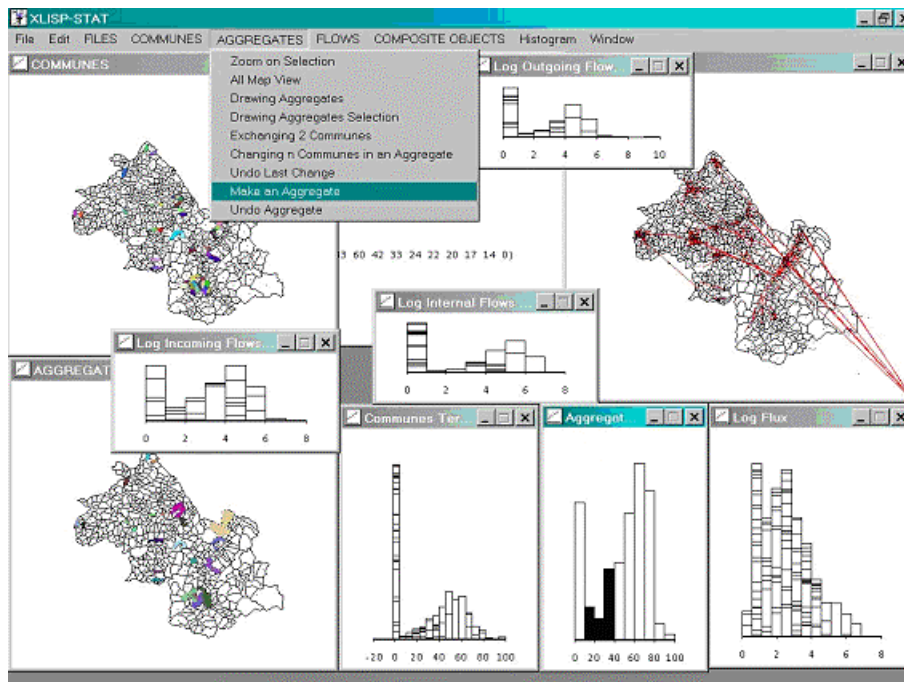 XLISP-STAT
File Edit FILES COMMUNES AGGREGATES FLOWS COMPOSITE OBJECTS Histogram Window
COMMUNES
Zoom on Selection
All Map View
Drawing Aggregates
Drawing Aggregates Selection
Exchanging 2 Communes
Changing n Communes in an Aggregate
Undo Last Change
Make an Aggregate
Undo Aggregate
Log Outgoing Flow...
0 2 4 6 8 10
3 60 42 33 24 22 20 17 14 0)
Log Internal Flows ...
0 2 4 6 8
Log Incoming Flows...
0 2 4 6 8
AGGREGAT
Communes Ter...
-20 0 20 40 60 80 100
Aggregat...
0 20 40 60 80 100
Log Flux
0 2 4 6 8